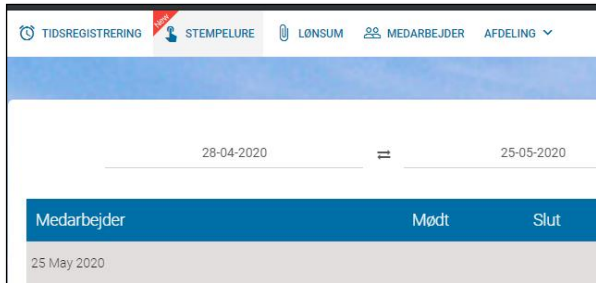 TIDSREGISTRERING New STEMPELURE LØNSUM MEDARBEJDER AFDELING
28-04-2020 25-05-2020
Medarbejder Mødt Slut
25 May 2020